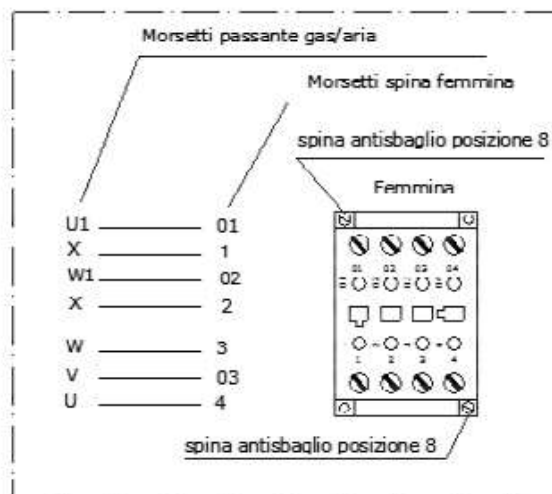 Morsetti passante gas/aria
Morsetti spina femmina
spina antisbaglio posizione 8
Femmina
U1 01
X 1
W1 02
X 2
W 3
V 03
U 4
01 02 03 04
1 2 3 4
spina antisbaglio posizione 8